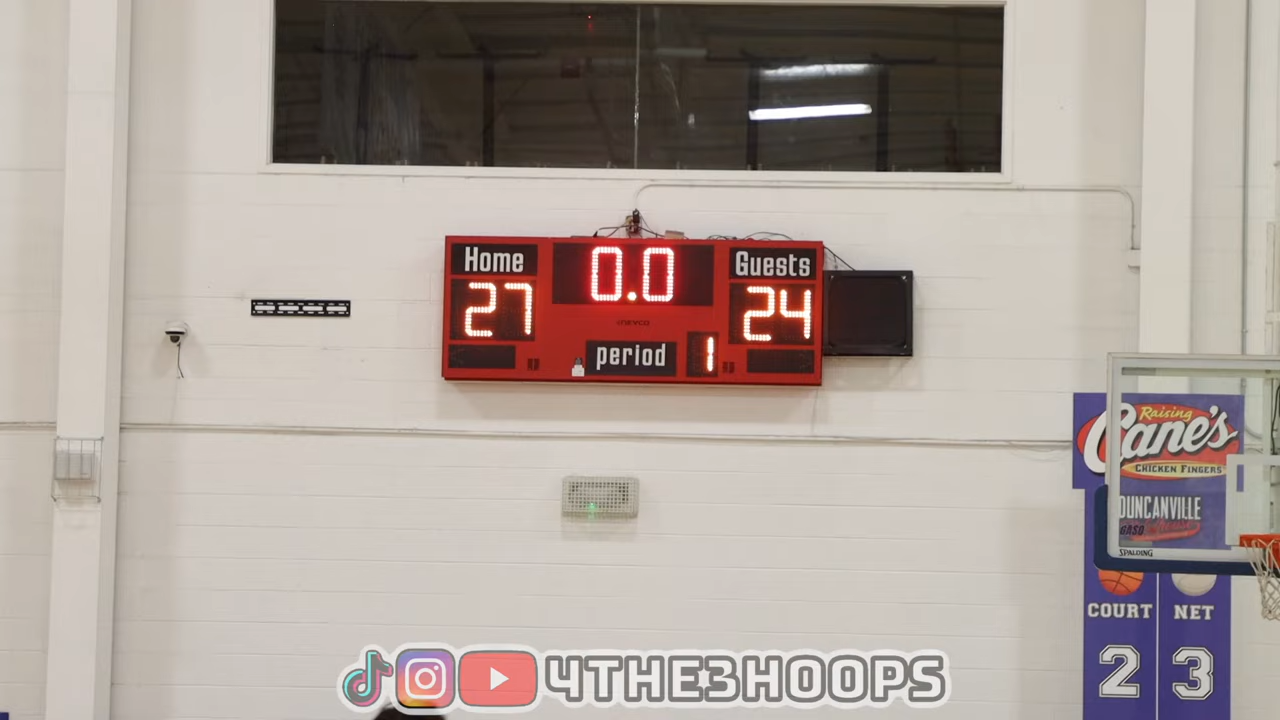 Home
0.0
Guests
27
24
period
1
Raising
Cane's
CHICKEN FINGERS
DUNCANVILLE
SPALDING
COURT
NET
2
3
4THE3HOOPS